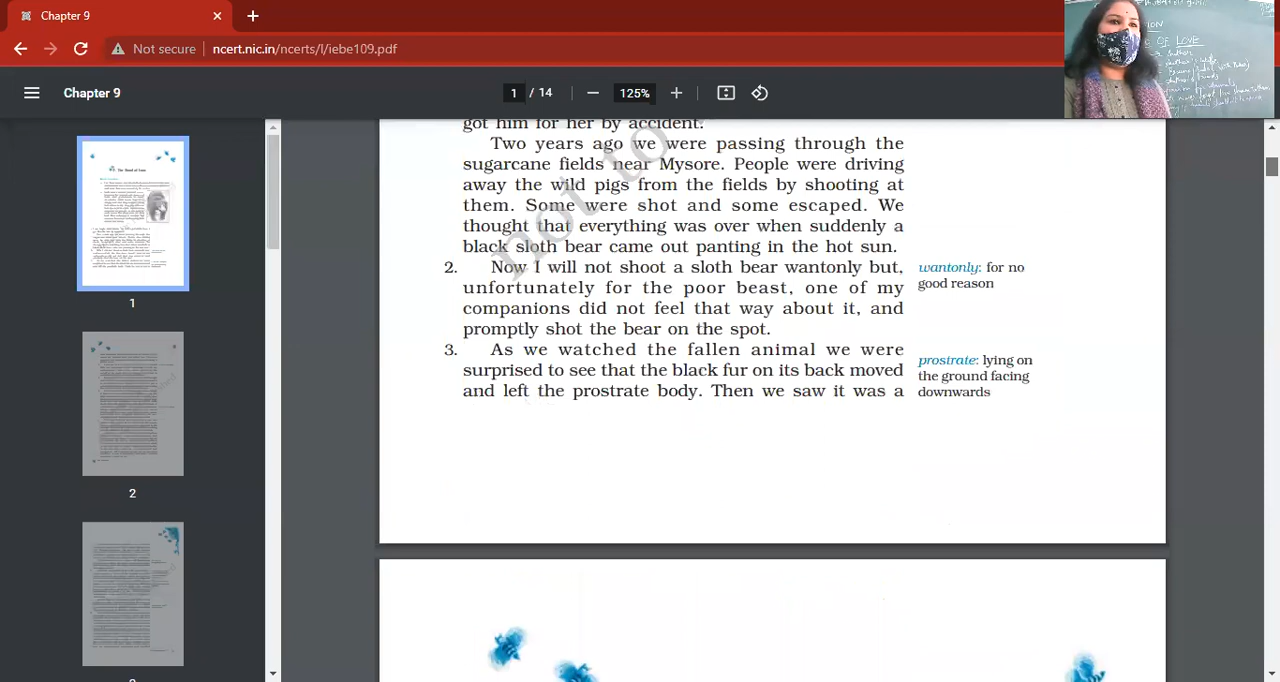 Chapter 9
Not secure
ncert.nic.in/ncerts/l/iebe109.pdf
Chapter 9
1 / 14
125%
ION
OF LOVE
got him for her by accident.
Two years ago we were passing through the
sugarcane fields near Mysore. People were driving
away the wild pigs from the fields by shooting at
them. Some were shot and some escaped. We
thought that everything was over when suddenly a
black sloth bear came out panting in the hot sun.
2. Now I will not shoot a sloth bear wantonly but,
unfortunately for the poor beast, one of my
companions did not feel that way about it, and
promptly shot the bear on the spot.
wantonly: for no
good reason
3. As we watched the fallen animal we were
surprised to see that the black fur on its back moved
and left the prostrate body. Then we saw it was a
prostrate: lying on
the ground facing
downwards
not to
1
2